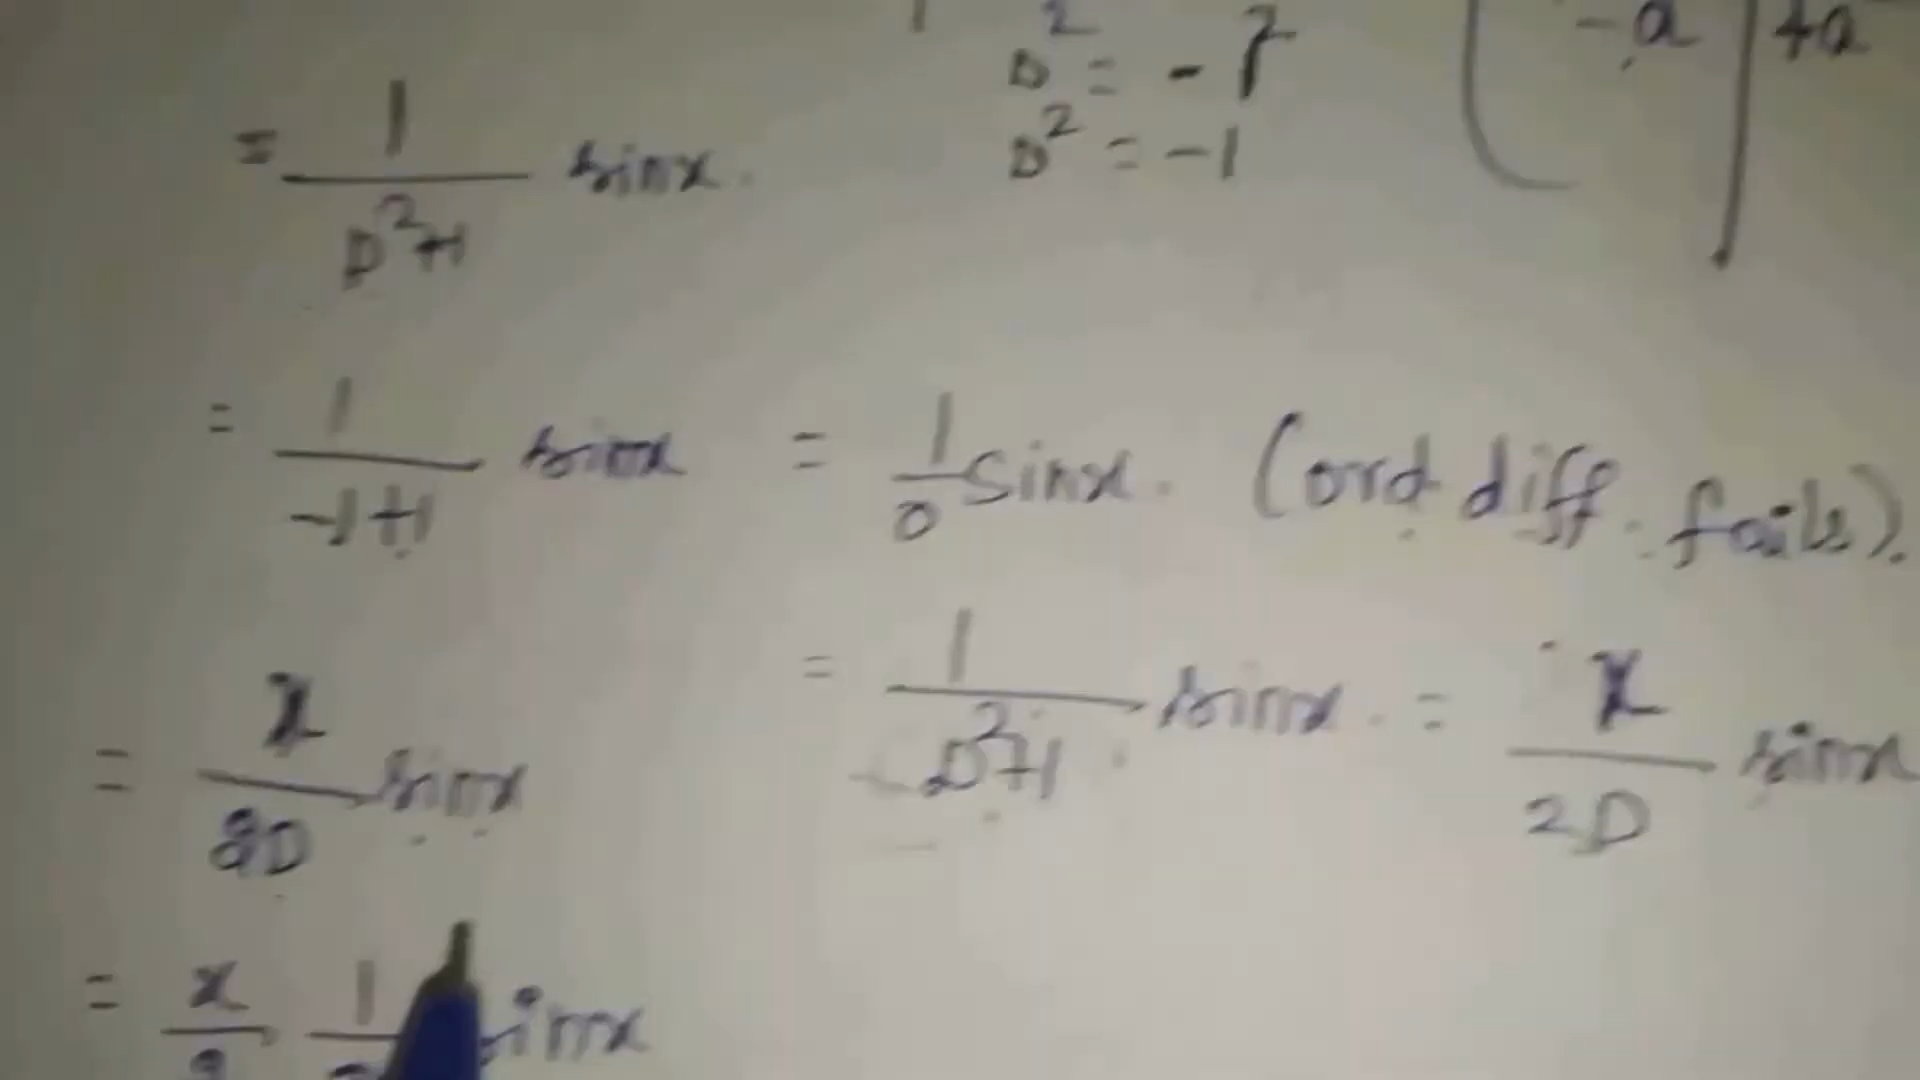 D² = -1²
-a | +a
= 1/(D²+1) sinx.
D² = -1
= 1/(-1+1) sinx = 1/0 sinx. (ord diff. fails).
= x/2D sinx
= 1/(D²+1) sinx. = x/2D sinx
= x/2 1/ sinx